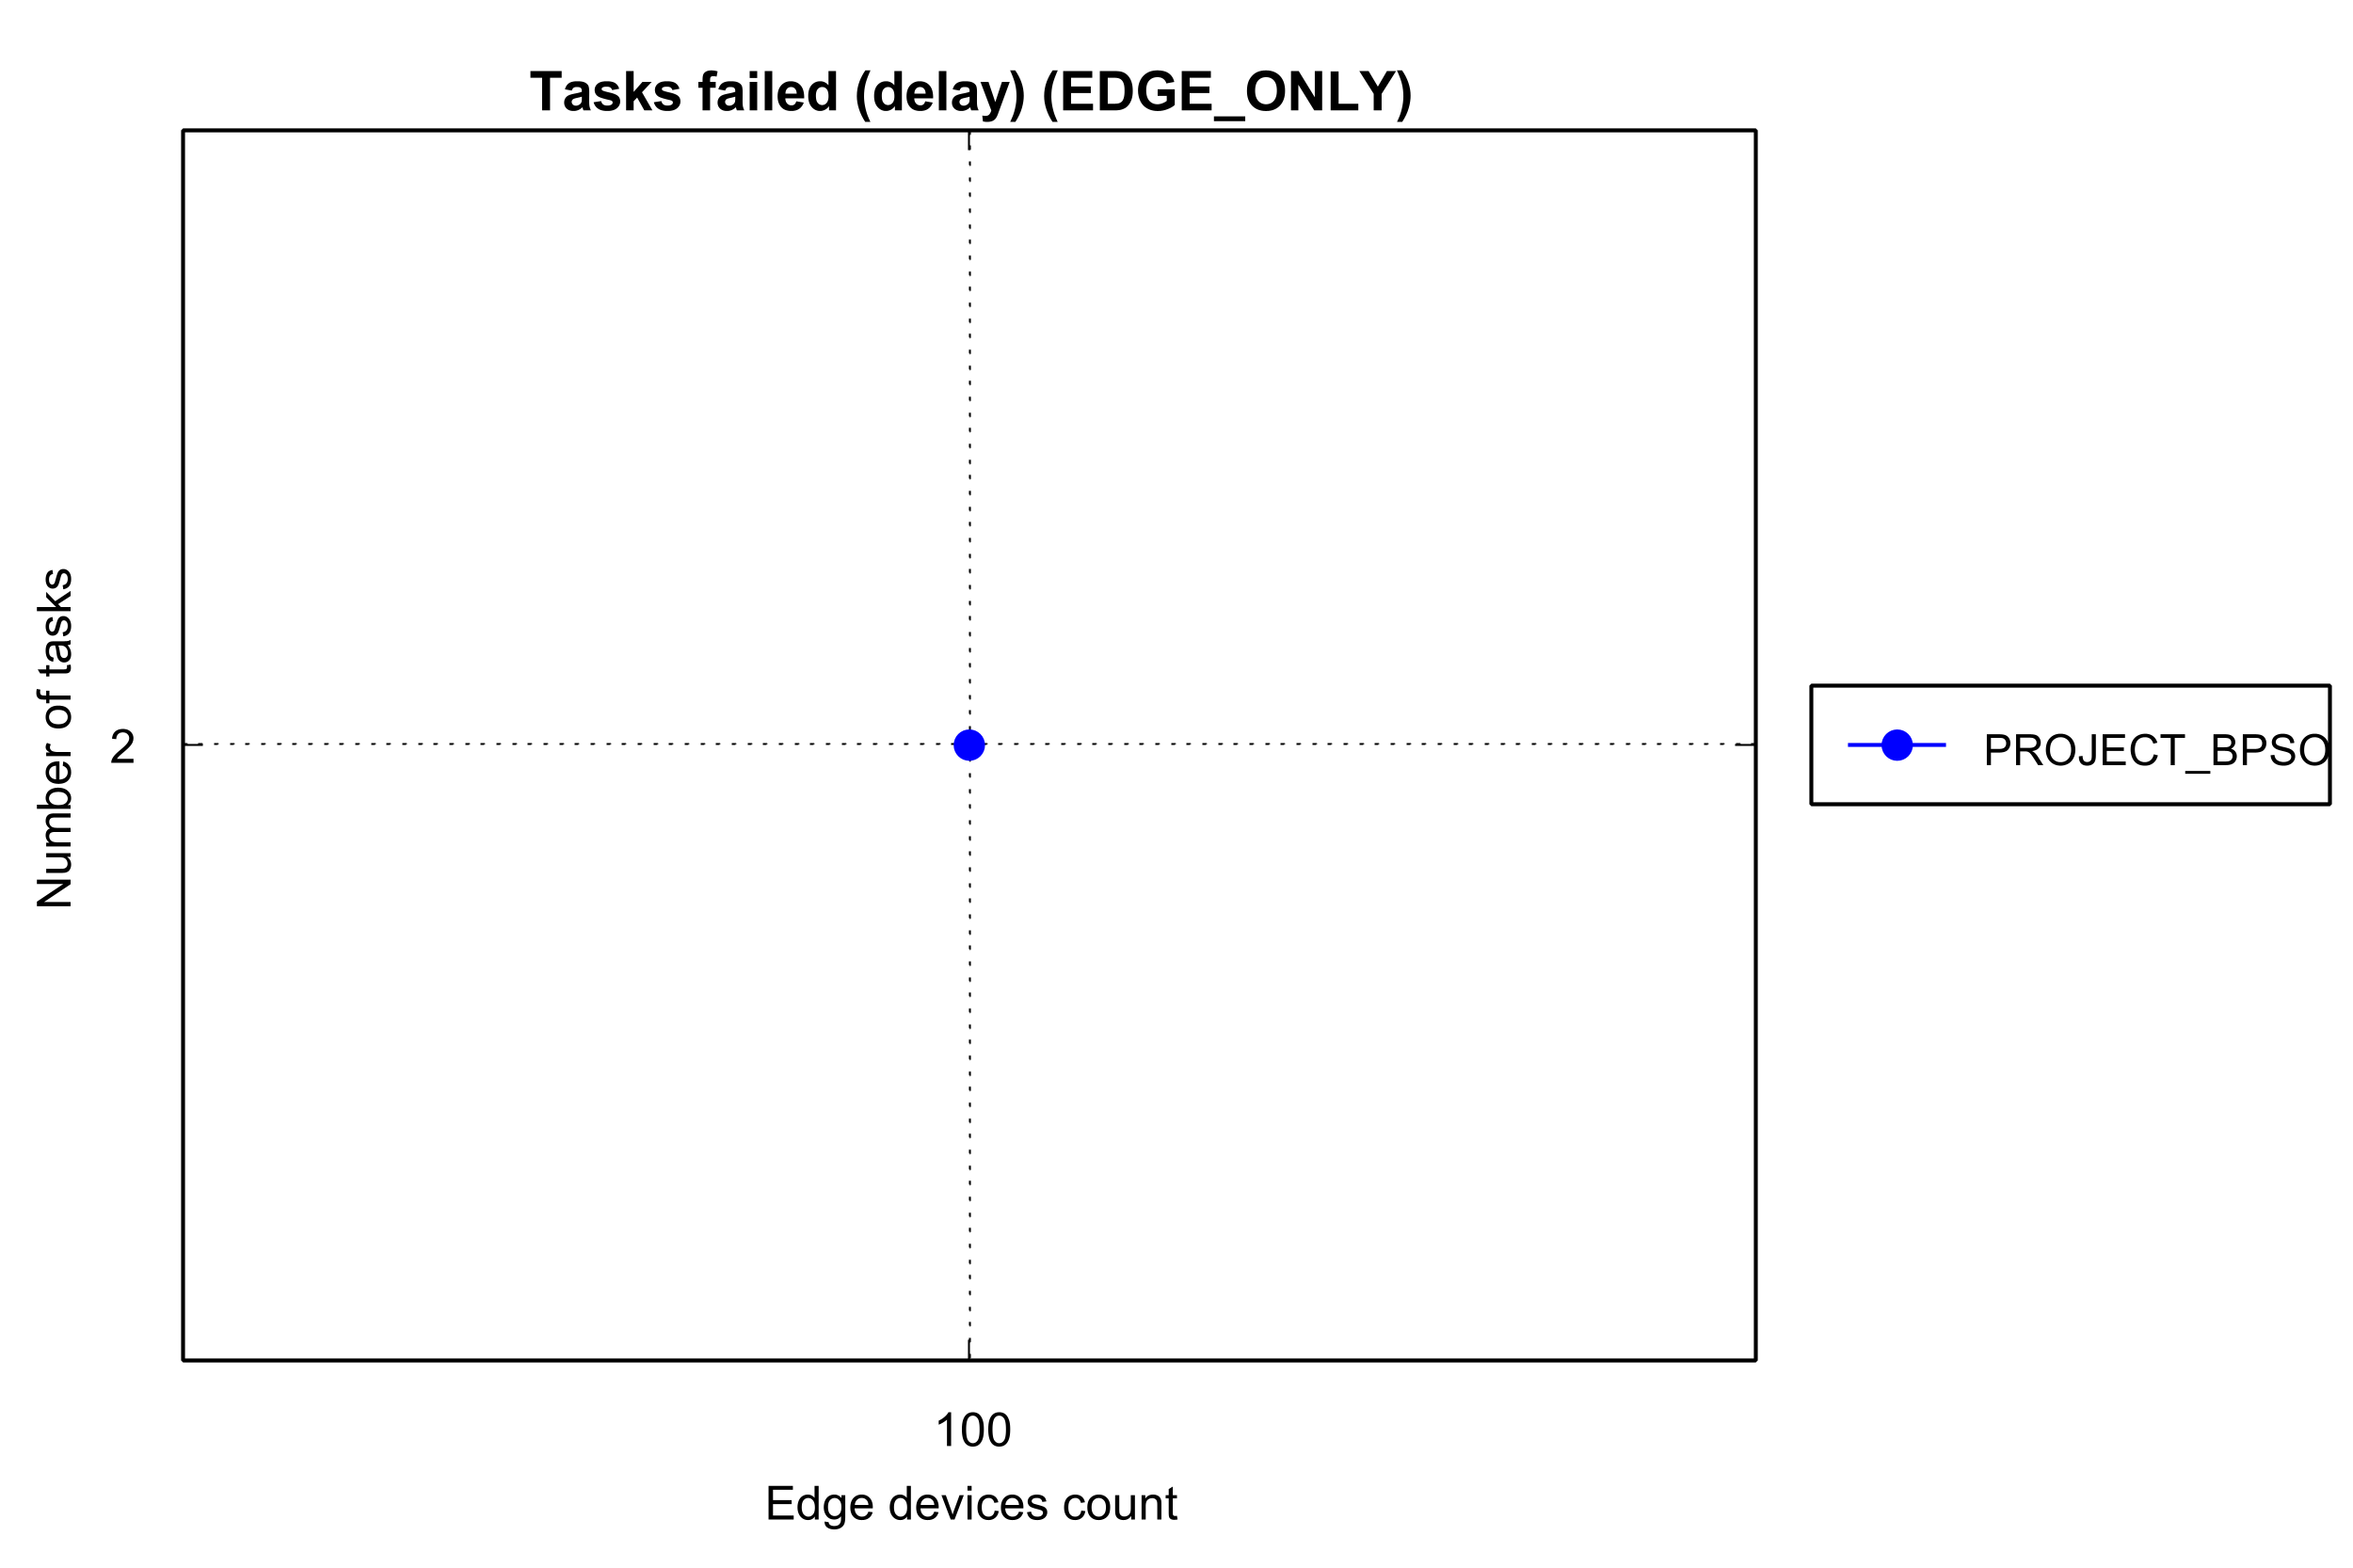 Tasks failed (delay) (EDGE_ONLY)
Number of tasks
2
PROJECT_BPSO
100
Edge devices count